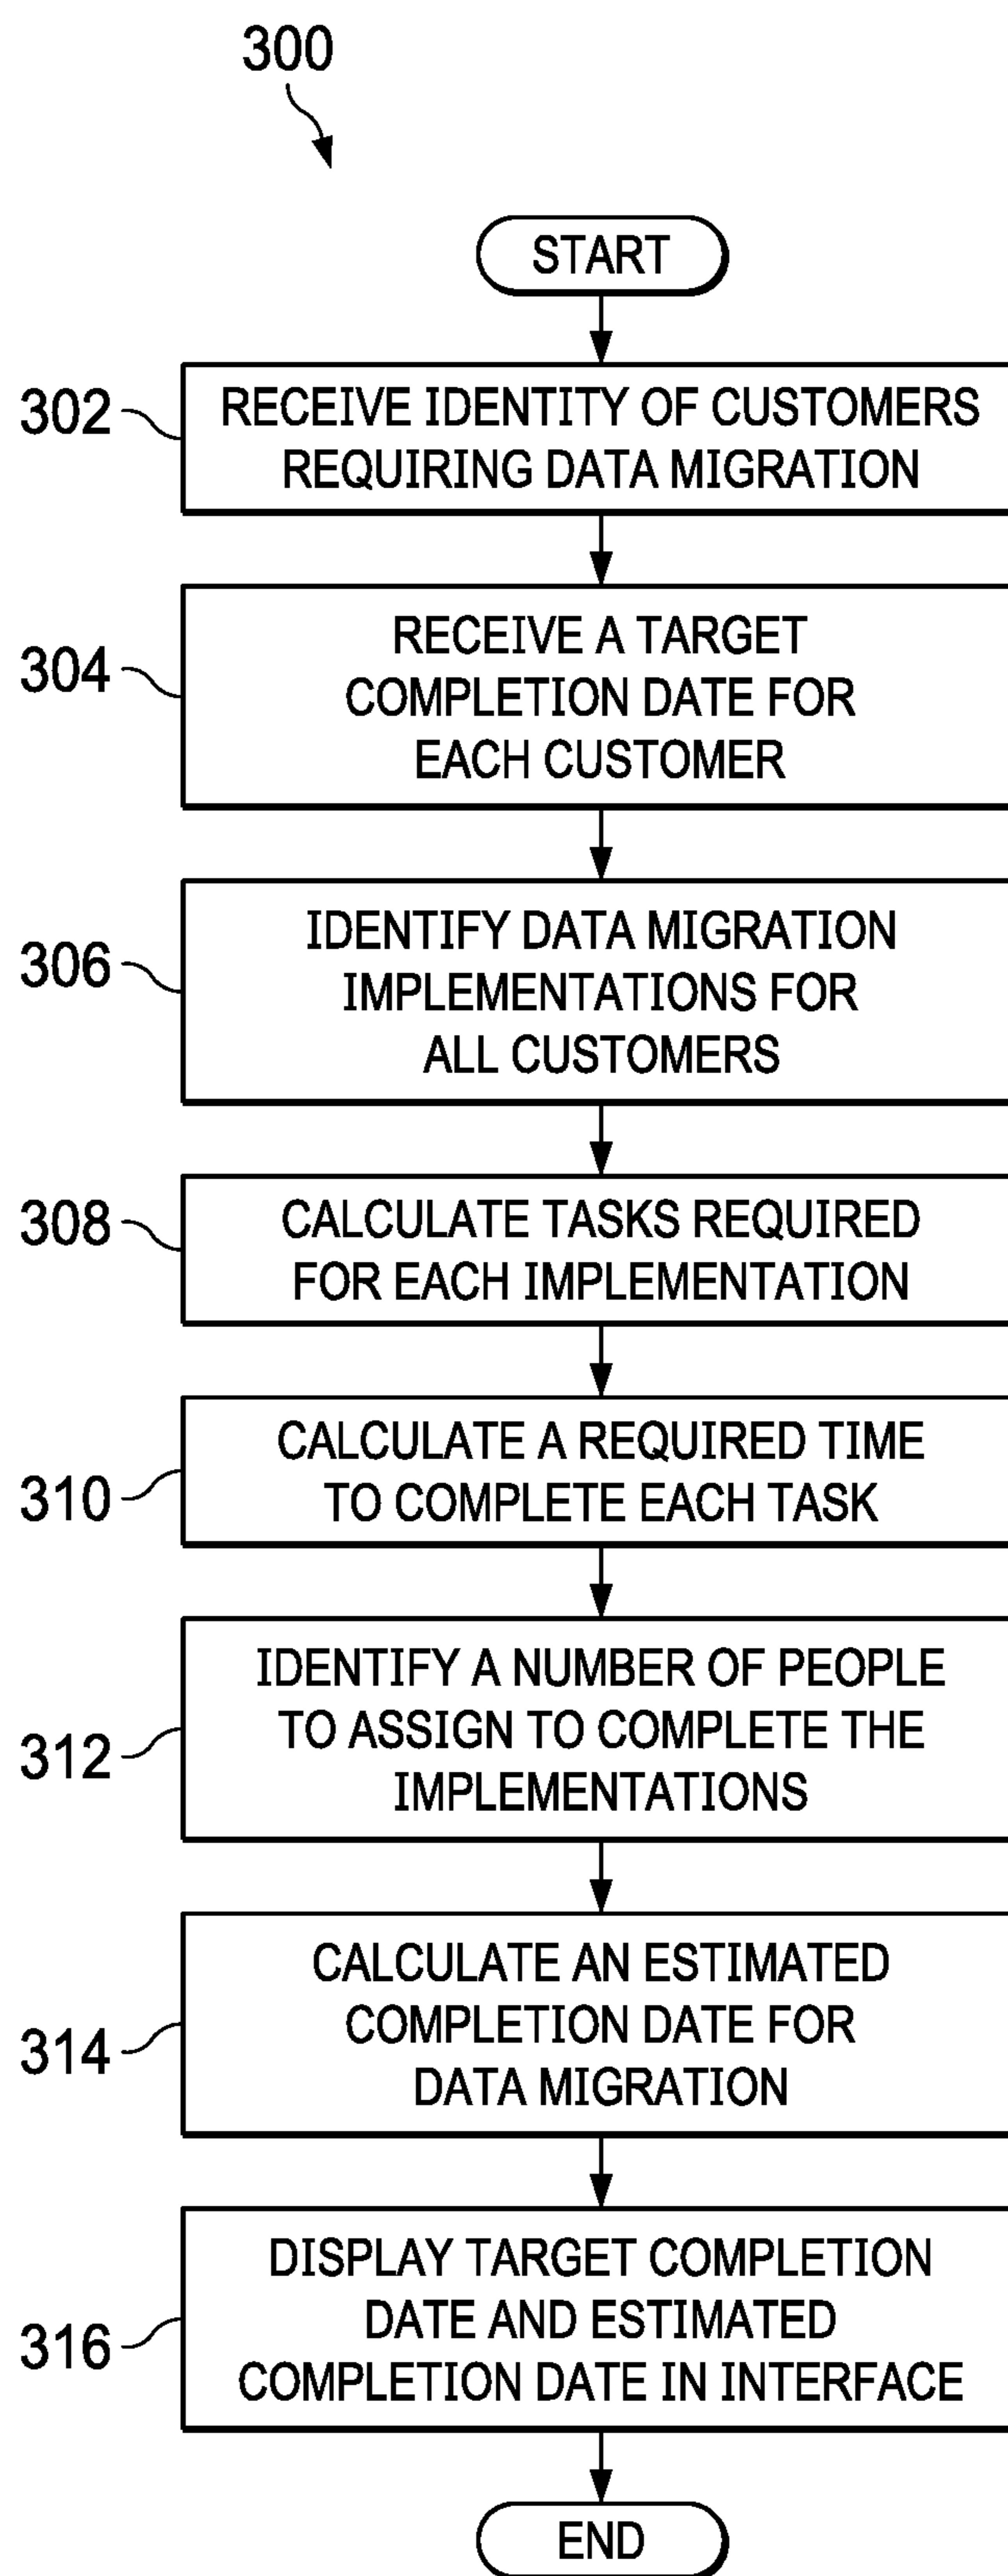 300
START
302
RECEIVE IDENTITY OF CUSTOMERS
REQUIRING DATA MIGRATION
304
RECEIVE A TARGET
COMPLETION DATE FOR
EACH CUSTOMER
306
IDENTIFY DATA MIGRATION
IMPLEMENTATIONS FOR
ALL CUSTOMERS
308
CALCULATE TASKS REQUIRED
FOR EACH IMPLEMENTATION
310
CALCULATE A REQUIRED TIME
TO COMPLETE EACH TASK
312
IDENTIFY A NUMBER OF PEOPLE
TO ASSIGN TO COMPLETE THE
IMPLEMENTATIONS
314
CALCULATE AN ESTIMATED
COMPLETION DATE FOR
DATA MIGRATION
316
DISPLAY TARGET COMPLETION
DATE AND ESTIMATED
COMPLETION DATE IN INTERFACE
END